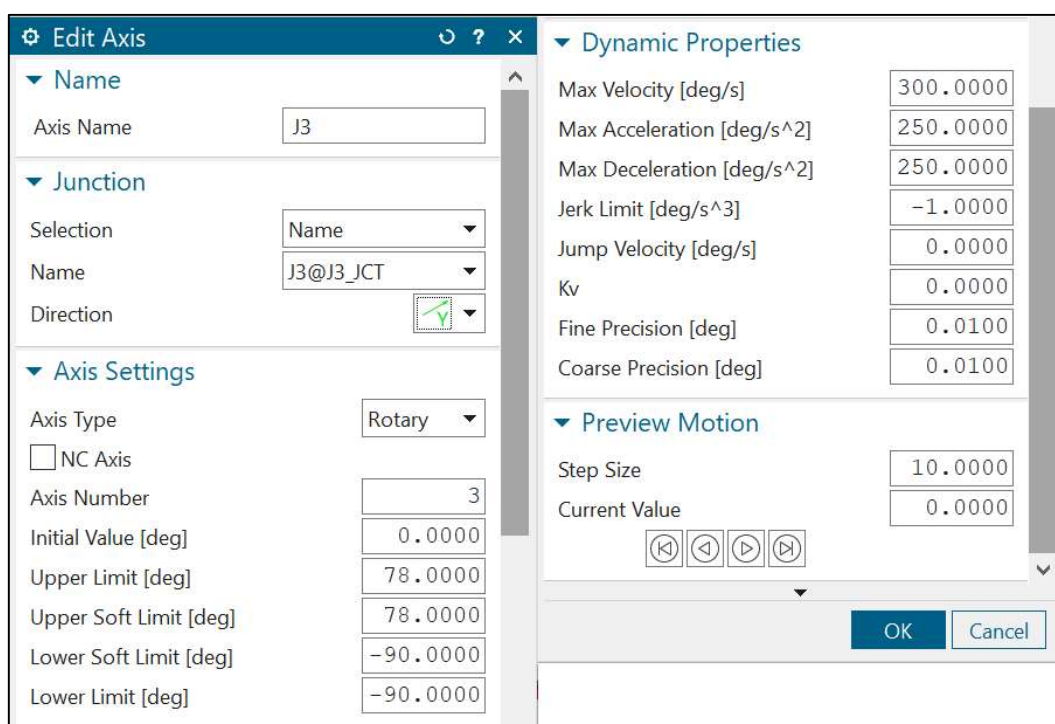 Edit Axis
Name
Axis Name J3
Junction
Selection Name
Name J3@J3_JCT
Direction Y
Axis Settings
Axis Type Rotary
NC Axis
Axis Number 3
Initial Value [deg] 0.0000
Upper Limit [deg] 78.0000
Upper Soft Limit [deg] 78.0000
Lower Soft Limit [deg] -90.0000
Lower Limit [deg] -90.0000
Dynamic Properties
Max Velocity [deg/s] 300.0000
Max Acceleration [deg/s^2] 250.0000
Max Deceleration [deg/s^2] 250.0000
Jerk Limit [deg/s^3] -1.0000
Jump Velocity [deg/s] 0.0000
Kv 0.0000
Fine Precision [deg] 0.0100
Coarse Precision [deg] 0.0100
Preview Motion
Step Size 10.0000
Current Value 0.0000
OK Cancel